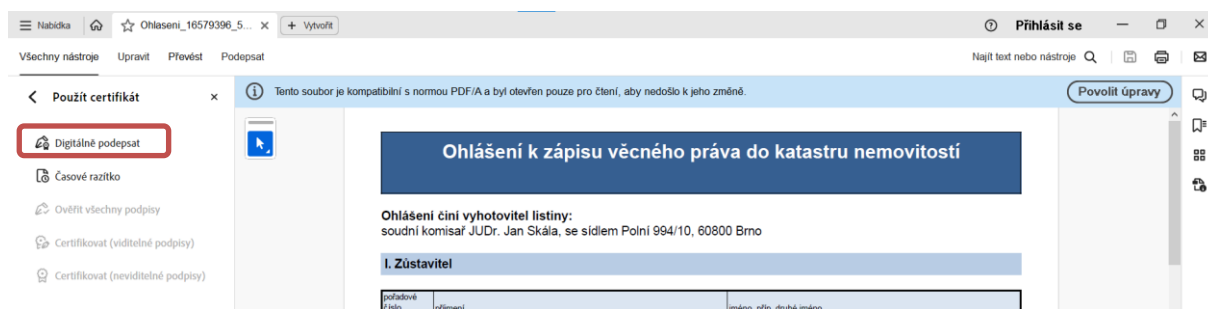 Nabídka
Ohlaseni_16579396_5...
+ Vytvořit
Přihlásit se
Všechny nástroje Upravit Převést Podepsat
Najít text nebo nástroje
Použít certifikát
Tento soubor je kompatibilní s normou PDF/A a byl otevřen pouze pro čtení, aby nedošlo k jeho změně.
Povolit úpravy
Digitálně podepsat
Časové razítko
Ověřit všechny podpisy
Certifikovat (viditelné podpisy)
Certifikovat (neviditelné podpisy)
Ohlášení k zápisu věcného práva do katastru nemovitostí
Ohlášení činí vyhotovitel listiny:
soudní komisař JUDr. Jan Skála, se sídlem Polní 994/10, 60800 Brno
I. Zůstavitel
pořadové
číslo příjmení jméno, příp. druhé jméno